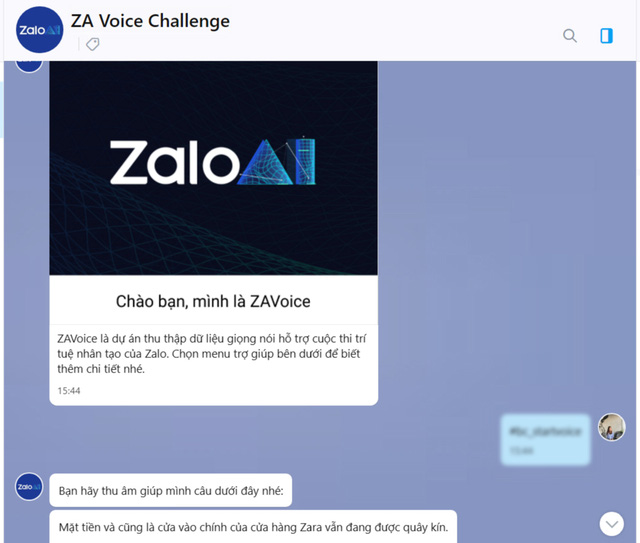 ZaloAI
ZA Voice Challenge
ZaloAI
Chào bạn, mình là ZAVoice
ZAVoice là dự án thu thập dữ liệu giọng nói hỗ trợ cuộc thi trí
tuệ nhân tạo của Zalo. Chọn menu trợ giúp bên dưới để biết
thêm chi tiết nhé.
15:44
ZaloAI
Bạn hãy thu âm giúp mình câu dưới đây nhé:
Mặt tiền và cũng là cửa vào chính của cửa hàng Zara vẫn đang được quây kín.